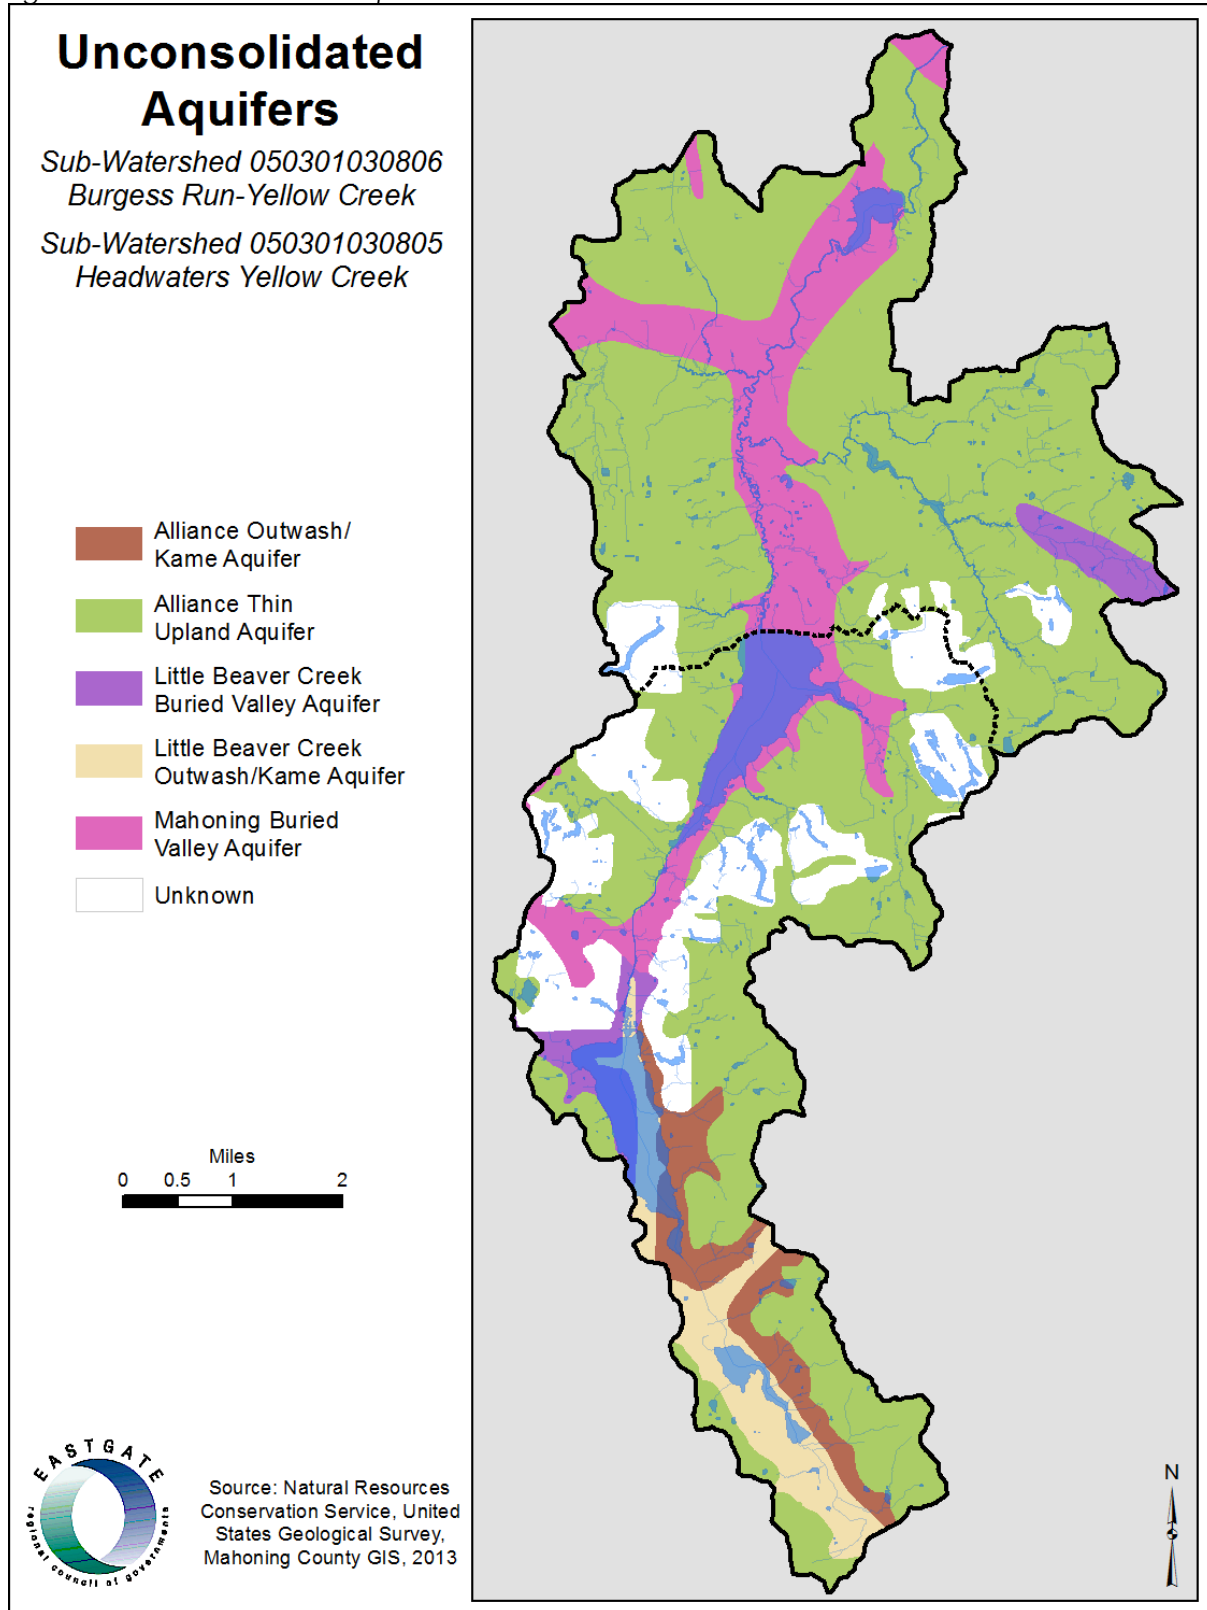 Unconsolidated
Aquifers
Sub-Watershed 050301030806
Burgess Run-Yellow Creek
Sub-Watershed 050301030805
Headwaters Yellow Creek
Alliance Outwash/
Kame Aquifer
Alliance Thin
Upland Aquifer
Little Beaver Creek
Buried Valley Aquifer
Little Beaver Creek
Outwash/Kame Aquifer
Mahoning Buried
Valley Aquifer
Unknown
Miles
0 0.5 1 2
EASTGATE
regional council of governments
Source: Natural Resources
Conservation Service, United
States Geological Survey,
Mahoning County GIS, 2013
N